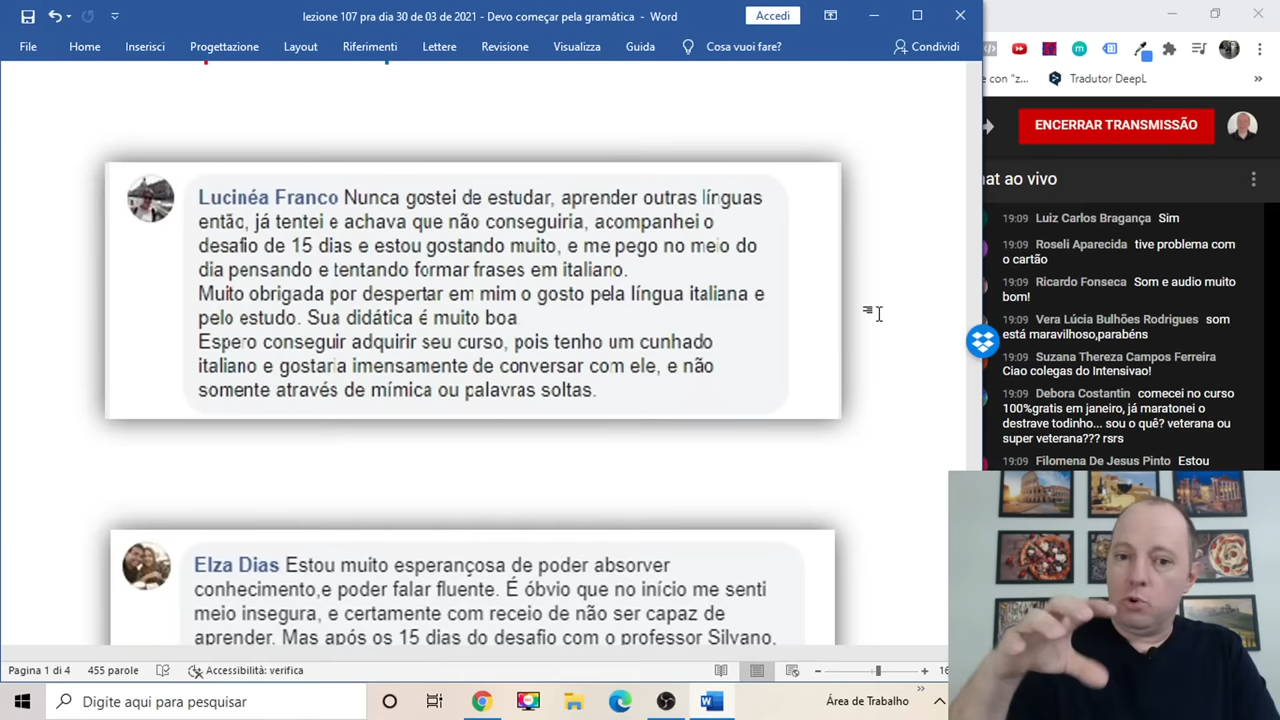 lezione 107 pra dia 30 de 03 de 2021 - Devo começar pela gramática - Word
Accedi
File Home Inserisci Progettazione Layout Riferimenti Lettere Revisione Visualizza Guida Cosa vuoi fare? Condividi
Lucinéa Franco Nunca gostei de estudar, aprender outras línguas
então, já tentei e achava que não conseguiria, acompanhei o
desafio de 15 dias e estou gostando muito, e me pego no meio do
dia pensando e tentando formar frases em italiano.
Muito obrigada por despertar em mim o gosto pela língua italiana e
pelo estudo. Sua didática é muito boa
Espero conseguir adquirir seu curso, pois tenho um cunhado
italiano e gostaria imensamente de conversar com ele, e não
somente através de mímica ou palavras soltas.
Elza Dias Estou muito esperançosa de poder absorver
conhecimento,e poder falar fluente. É óbvio que no início me senti
meio insegura, e certamente com receio de não ser capaz de
aprender. Mas após os 15 dias do desafio com o professor Silvano,
Pagina 1 di 4 455 parole Accessibilità: verifica 16
Digite aqui para pesquisar
Área de Trabalho
e con "z... Tradutor DeepL
ENCERRAR TRANSMISSÃO
hat ao vivo
19:09 Luiz Carlos Bragança Sim
19:09 Roseli Aparecida tive problema com
o cartão
19:09 Ricardo Fonseca Som e audio muito
bom!
19:09 Vera Lúcia Bulhões Rodrigues som
está maravilhoso,parabéns
19:09 Suzana Thereza Campos Ferreira
Ciao colegas do Intensivao!
19:09 Debora Costantin comecei no curso
100%gratis em janeiro, já maratonei o
destrave todinho... sou o quê? veterana ou
super veterana??? rsrs
19:09 Filomena De Jesus Pinto Estou